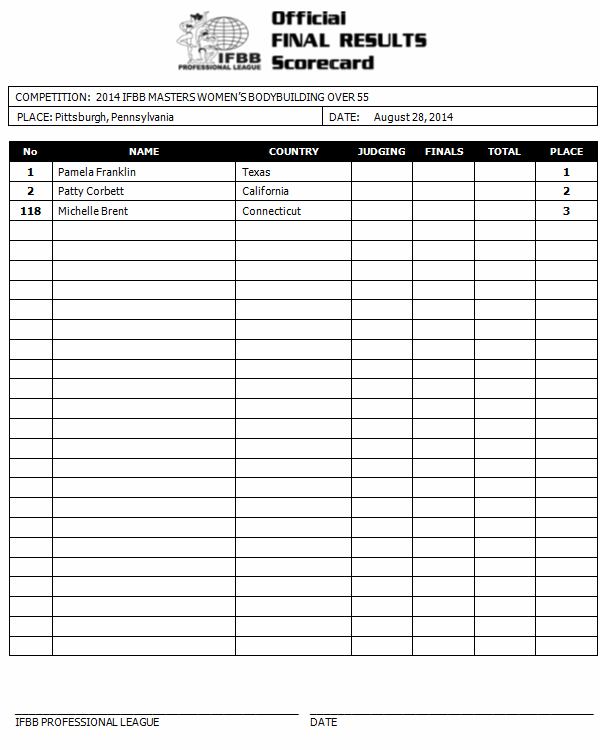 Official
FINAL RESULTS
Scorecard
IFBB
PROFESSIONAL LEAGUE
COMPETITION: 2014 IFBB MASTERS WOMEN'S BODYBUILDING OVER 55
PLACE: Pittsburgh, Pennsylvania DATE: August 28, 2014
No NAME COUNTRY JUDGING FINALS TOTAL PLACE
1 Pamela Franklin Texas 1
2 Patty Corbett California 2
118 Michelle Brent Connecticut 3
IFBB PROFESSIONAL LEAGUE DATE